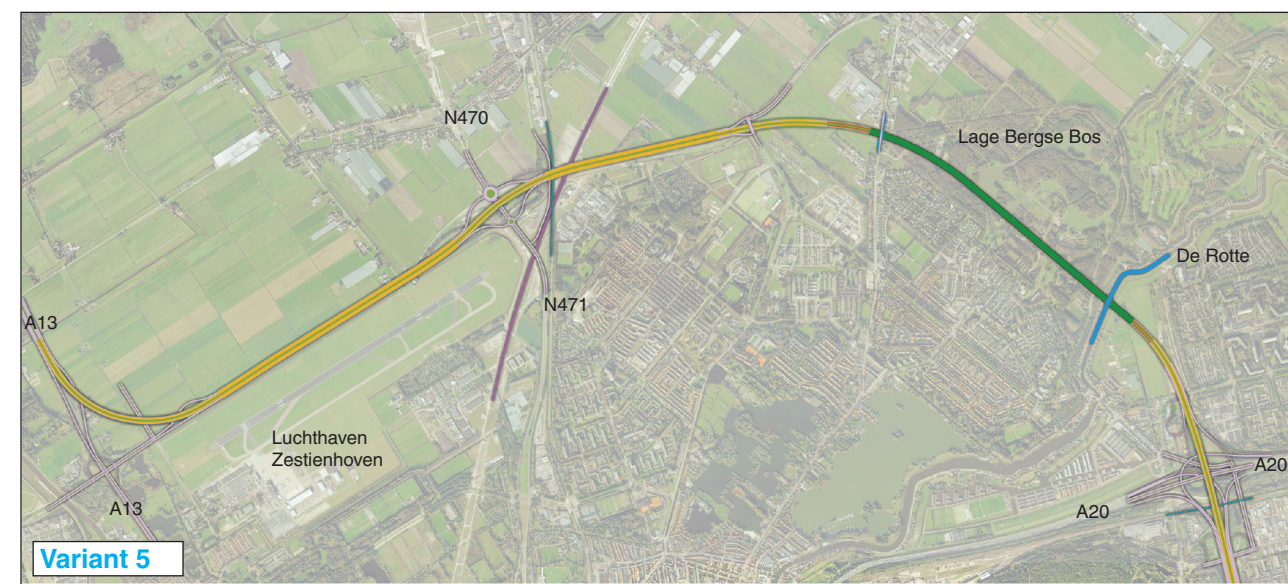 N470
Lage Bergse Bos
De Rotte
N471
A13
Luchthaven
Zestienhoven
A20
A13
A20
Variant 5